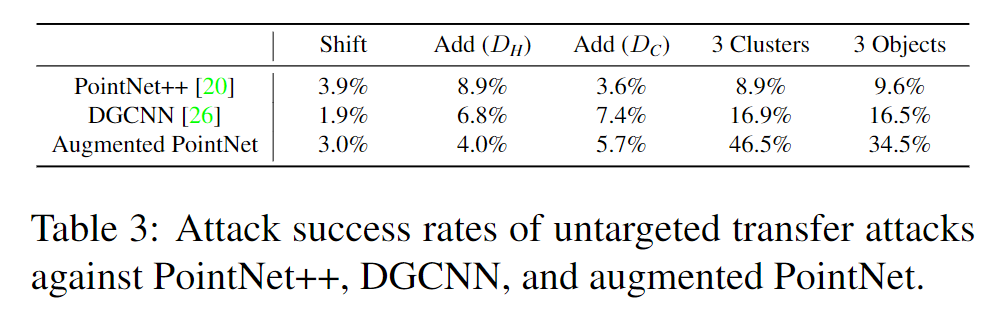 Shift Add (D_H) Add (D_C) 3 Clusters 3 Objects
PointNet++ [20] 3.9% 8.9% 3.6% 8.9% 9.6%
DGCNN [26] 1.9% 6.8% 7.4% 16.9% 16.5%
Augmented PointNet 3.0% 4.0% 5.7% 46.5% 34.5%
Table 3: Attack success rates of untargeted transfer attacks
against PointNet++, DGCNN, and augmented PointNet.